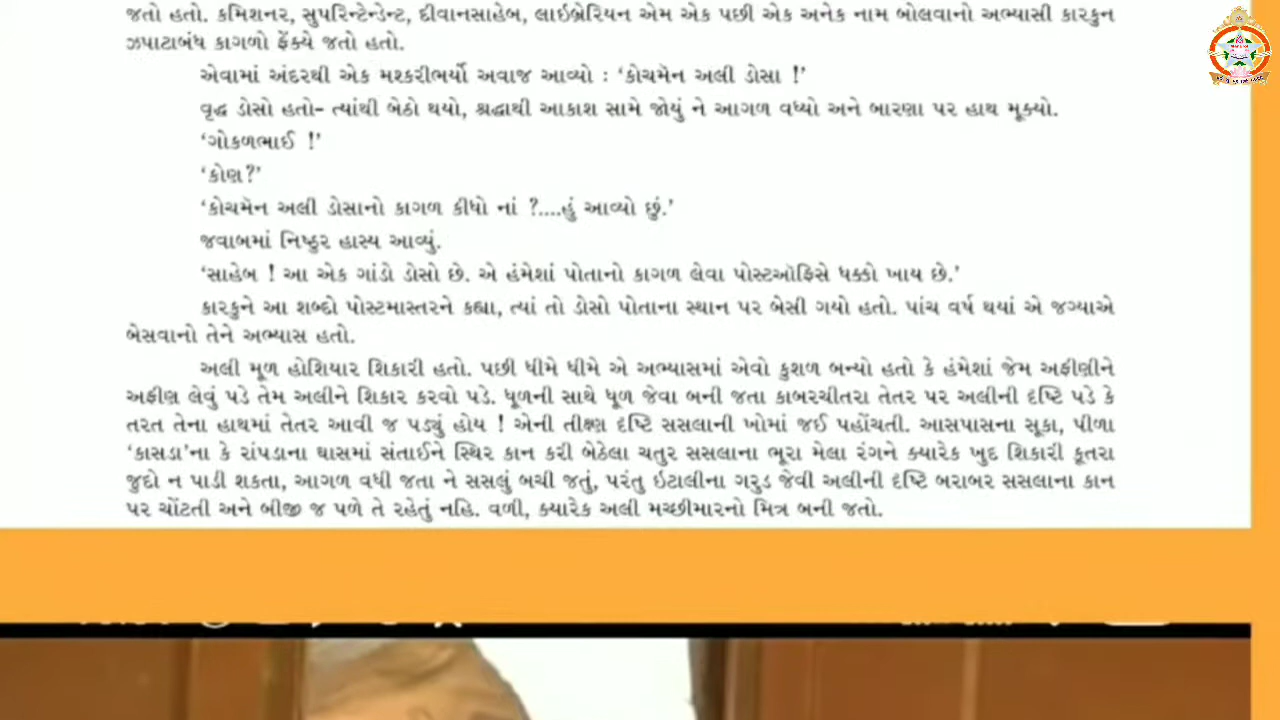 જતો હતો. કમિશનર, સુપરિન્ટેન્ડેન્ટ, દીવાનસાહેબ, લાઇબ્રેરિયન એમ એક પછી એક અનેક નામ બોલવાનો અભ્યાસી કારકુન
ઝપાટાબંધ કાગળો ફેંક્યે જતો હતો.
એવામાં અંદરથી એક મશ્કરીભર્યો અવાજ આવ્યો : ‘કોચમૅન અલી ડોસા !’
વૃદ્ધ ડોસો હતો- ત્યાંથી બેઠો થયો, શ્રદ્ધાથી આકાશ સામે જોયું ને આગળ વધ્યો અને બારણા પર હાથ મૂક્યો.
‘ગોકળભાઈ !’
‘કોણ?’
‘કોચમૅન અલી ડોસાનો કાગળ કીધો નાં ?....હું આવ્યો છું.’
જવાબમાં નિષ્ઠુર હાસ્ય આવ્યું.
‘સાહેબ ! આ એક ગાંડો ડોસો છે. એ હંમેશાં પોતાનો કાગળ લેવા પોસ્ટઑફિસે ધક્કો ખાય છે.’
કારકુને આ શબ્દો પોસ્ટમાસ્તરને કહ્યા, ત્યાં તો ડોસો પોતાના સ્થાન પર બેસી ગયો હતો. પાંચ વર્ષ થયાં એ જગ્યાએ
બેસવાનો તેને અભ્યાસ હતો.
અલી મૂળ હોશિયાર શિકારી હતો. પછી ધીમે ધીમે એ અભ્યાસમાં એવો કુશળ બન્યો હતો કે હંમેશાં જેમ અફીણીને
અફીણ લેવું પડે તેમ અલીને શિકાર કરવો પડે. ધૂળની સાથે ધૂળ જેવા બની જતા કાબરચીતરા તેતર પર અલીની દૃષ્ટિ પડે કે
તરત તેના હાથમાં તેતર આવી જ પડ્યું હોય ! એની તીક્ષ્ણ દૃષ્ટિ સસલાની ખોમાં જઈ પહોંચતી. આસપાસના સૂકા, પીળા
‘કાસડા’ના કે રાંપડાના ઘાસમાં સંતાઈને સ્થિર કાન કરી બેઠેલા ચતુર સસલાના ભૂરા મેલા રંગને ક્યારેક ખુદ શિકારી કૂતરા
જુદો ન પાડી શકતા, આગળ વધી જતા ને સસલું બચી જતું, પરંતુ ઇટાલીના ગરુડ જેવી અલીની દૃષ્ટિ બરાબર સસલાના કાન
પર ચોંટતી અને બીજી જ પળે તે રહેતું નહિ. વળી, ક્યારેક અલી મચ્છીમારનો મિત્ર બની જતો.